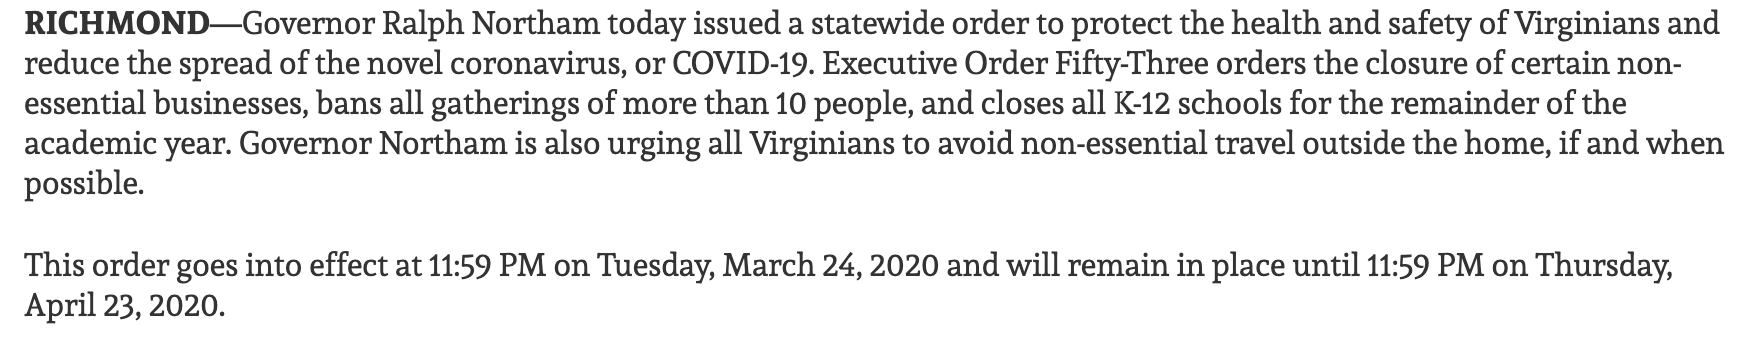 RICHMOND—Governor Ralph Northam today issued a statewide order to protect the health and safety of Virginians and
reduce the spread of the novel coronavirus, or COVID-19. Executive Order Fifty-Three orders the closure of certain non-
essential businesses, bans all gatherings of more than 10 people, and closes all K-12 schools for the remainder of the
academic year. Governor Northam is also urging all Virginians to avoid non-essential travel outside the home, if and when
possible.
This order goes into effect at 11:59 PM on Tuesday, March 24, 2020 and will remain in place until 11:59 PM on Thursday,
April 23, 2020.